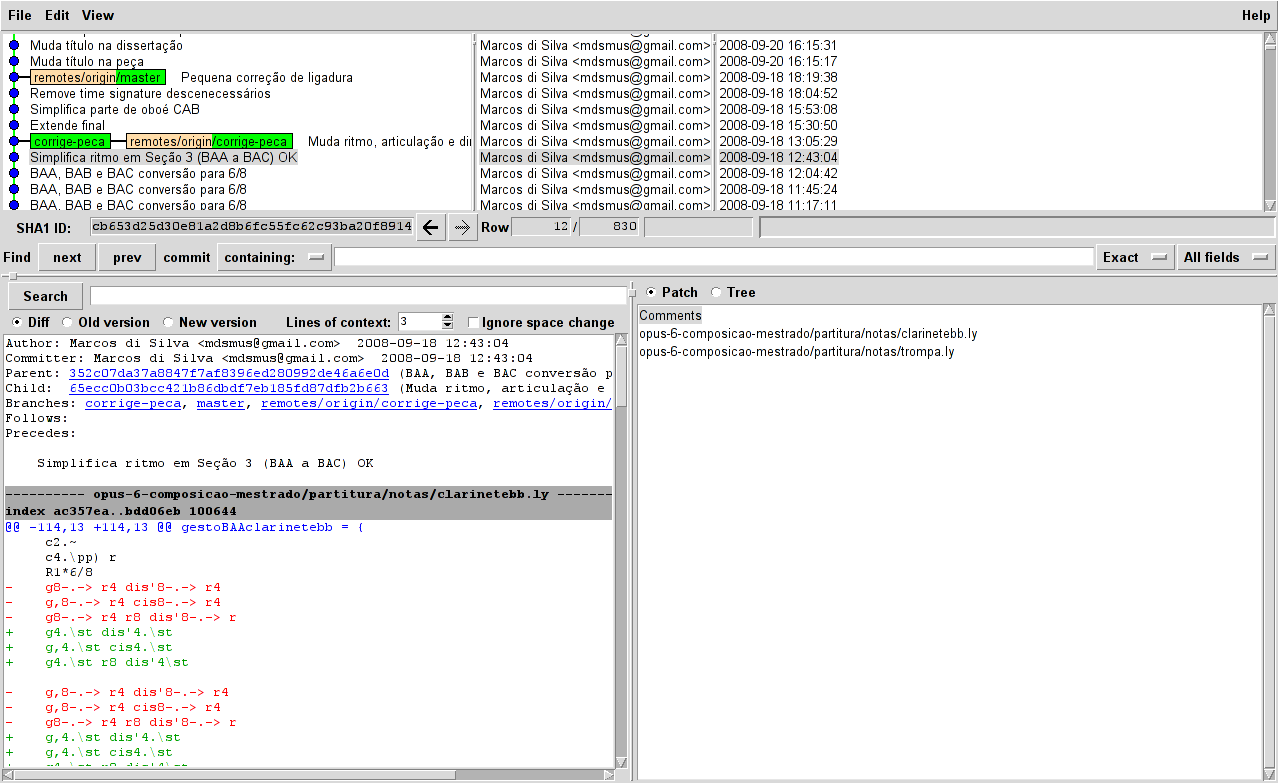 File Edit View Help
Muda título na dissertação Marcos di Silva <mdsmus@gmail.com> 2008-09-20 16:15:31
Muda título na peça Marcos di Silva <mdsmus@gmail.com> 2008-09-20 16:15:17
remotes/origin/master Pequena correção de ligadura Marcos di Silva <mdsmus@gmail.com> 2008-09-18 18:19:38
Remove time signature descenecessários Marcos di Silva <mdsmus@gmail.com> 2008-09-18 18:04:52
Simplifica parte de oboé CAB Marcos di Silva <mdsmus@gmail.com> 2008-09-18 15:53:08
Extende final Marcos di Silva <mdsmus@gmail.com> 2008-09-18 15:30:50
corrige-peca remotes/origin/corrige-peca Muda ritmo, articulação e di Marcos di Silva <mdsmus@gmail.com> 2008-09-18 13:05:29
Simplifica ritmo em Seção 3 (BAA a BAC) OK Marcos di Silva <mdsmus@gmail.com> 2008-09-18 12:43:04
BAA, BAB e BAC conversão para 6/8 Marcos di Silva <mdsmus@gmail.com> 2008-09-18 12:04:42
BAA, BAB e BAC conversão para 6/8 Marcos di Silva <mdsmus@gmail.com> 2008-09-18 11:45:24
BAA, BAB e BAC conversão para 6/8 Marcos di Silva <mdsmus@gmail.com> 2008-09-18 11:17:11
SHA1 ID: cb653d25d30e81a2d8b6fc55fc62c93ba20f8914 Row 12 / 830
Find next prev commit containing: Exact All fields
Search
Diff Old version New version Lines of context: 3 Ignore space change
Author: Marcos di Silva <mdsmus@gmail.com> 2008-09-18 12:43:04
Committer: Marcos di Silva <mdsmus@gmail.com> 2008-09-18 12:43:04
Parent: 352c07da37a8847f7af8396ed280992de46a6e0d (BAA, BAB e BAC conversão p
Child: 65ecc0b03bcc421b86dbdf7eb185fd87dfb2b663 (Muda ritmo, articulação e
Branches: corrige-peca, master, remotes/origin/corrige-peca, remotes/origin/
Follows:
Precedes:
Simplifica ritmo em Seção 3 (BAA a BAC) OK
---------- opus-6-composicao-mestrado/partitura/notas/clarinetebb.ly -------
index ac357ea..bdd06eb 100644
@@ -114,13 +114,13 @@ gestoBAAclarinetebb = {
c2.~
c4.\pp) r
R1*6/8
- g8-.-> r4 dis'8-.-> r4
- g,8-.-> r4 cis8-.-> r4
- g8-.-> r4 r8 dis'8-.-> r
+ g4.\st dis'4.\st
+ g,4.\st cis4.\st
+ g4.\st r8 dis'4\st
- g,8-.-> r4 dis'8-.-> r4
- g,8-.-> r4 cis8-.-> r4
- g8-.-> r4 r8 dis'8-.-> r
+ g,4.\st dis'4.\st
+ g,4.\st cis4.\st
+ g4.\st r8 dis'4\st
Patch Tree
Comments
opus-6-composicao-mestrado/partitura/notas/clarinetebb.ly
opus-6-composicao-mestrado/partitura/notas/trompa.ly